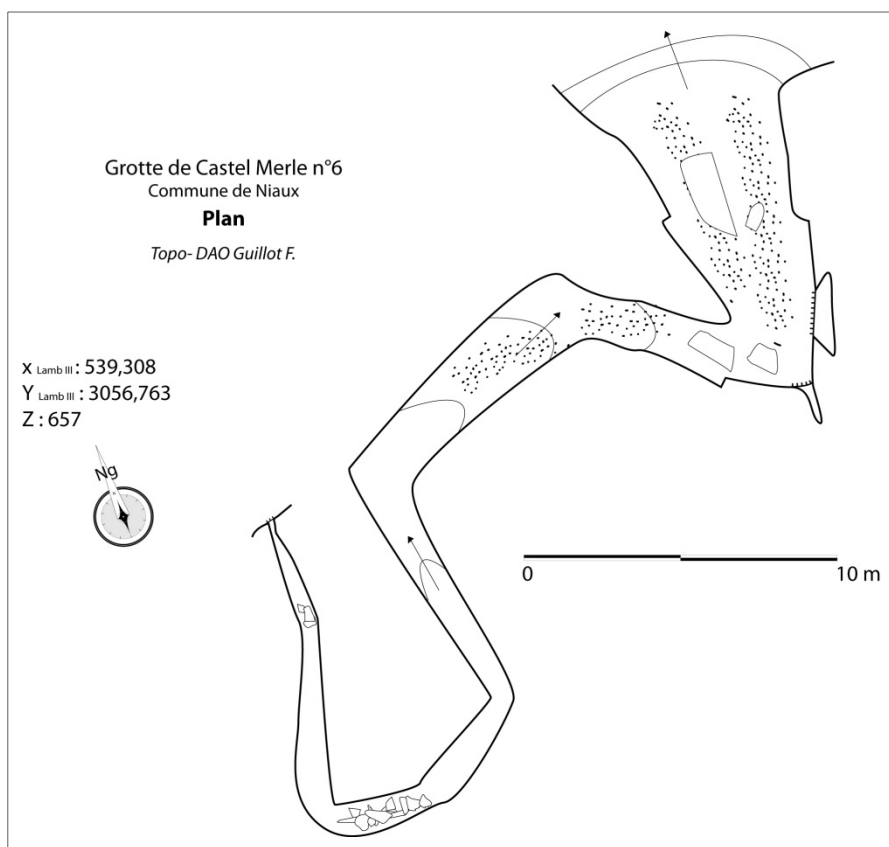 Grotte de Castel Merle n°6
Commune de Niaux
Plan
Topo- DAO Guillot F.
x Lamb III : 539,308
Y Lamb III : 3056,763
Z : 657
Ng
0 10 m